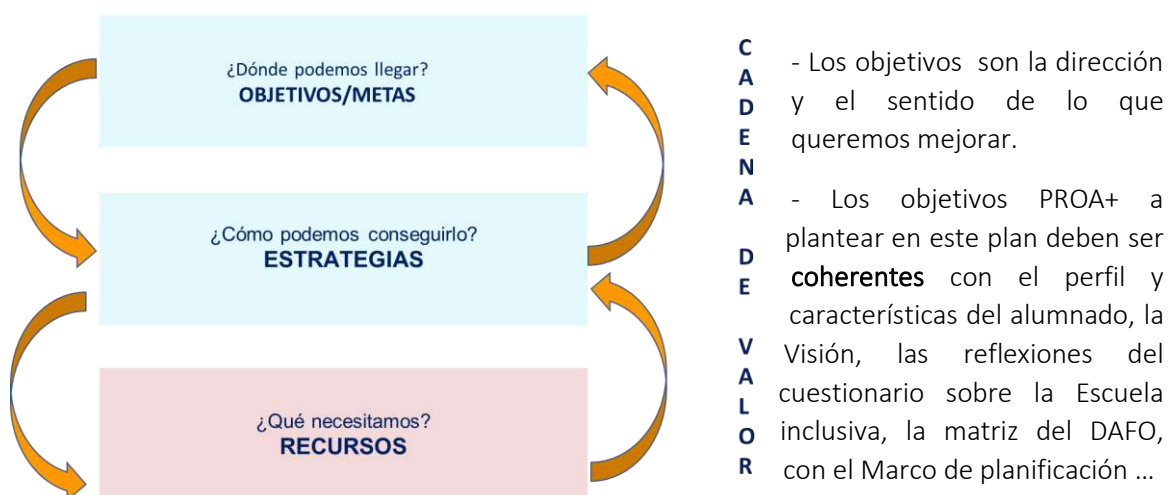 ¿Dónde podemos llegar?
OBJETIVOS/METAS
¿Cómo podemos conseguirlo?
ESTRATEGIAS
¿Qué necesitamos?
RECURSOS
CADENA DE VALOR
- Los objetivos son la dirección
y el sentido de lo que
queremos mejorar.
- Los objetivos PROA+ a
plantear en este plan deben ser
coherentes con el perfil y
características del alumnado, la
Visión, las reflexiones del
cuestionario sobre la Escuela
inclusiva, la matriz del DAFO,
con el Marco de planificación ...